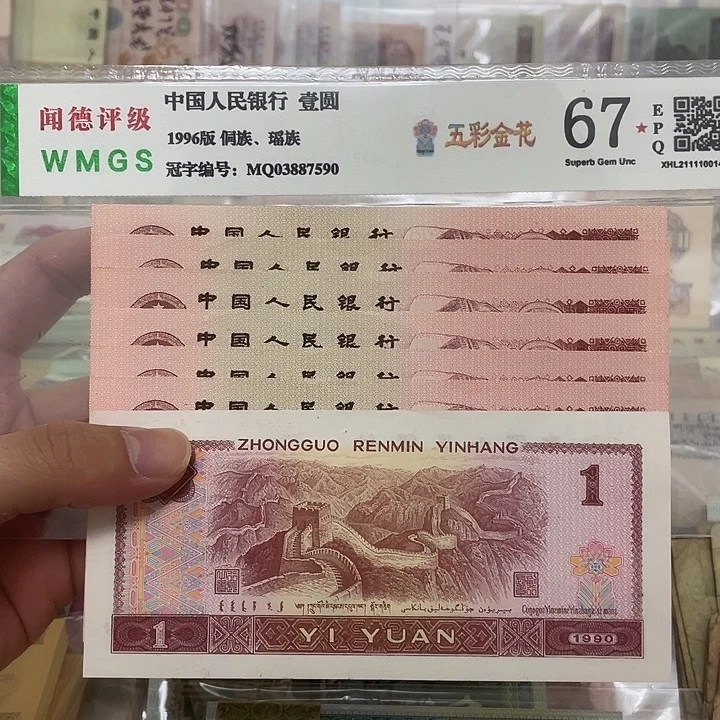 闻德评级
WMGS
中国人民银行 壹圆
1996版 侗族、瑶族
冠字编号：MQ03887590
五彩金花
67
Superb Gem Unc
★
EPQ
中国人民银行
中国人民银行
中国人民银行
中国人民银行
中国人民银行
中国人民银行
ZHONGGUO RENMIN YINHANG
1
1 YI YUAN 1990